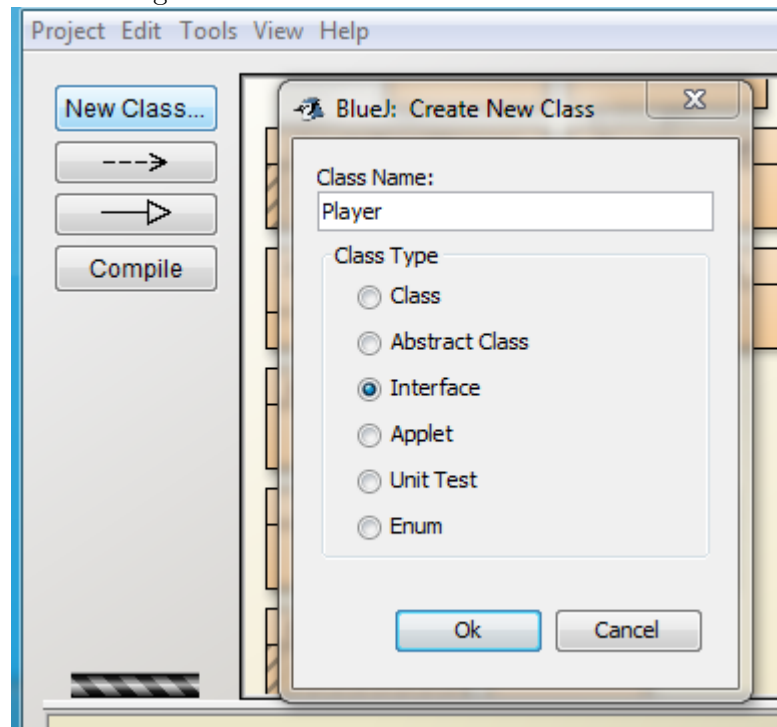 Project Edit Tools View Help
New Class...
Compile
BlueJ: Create New Class
Class Name:
Player
Class Type
Class
Abstract Class
Interface
Applet
Unit Test
Enum
Ok Cancel